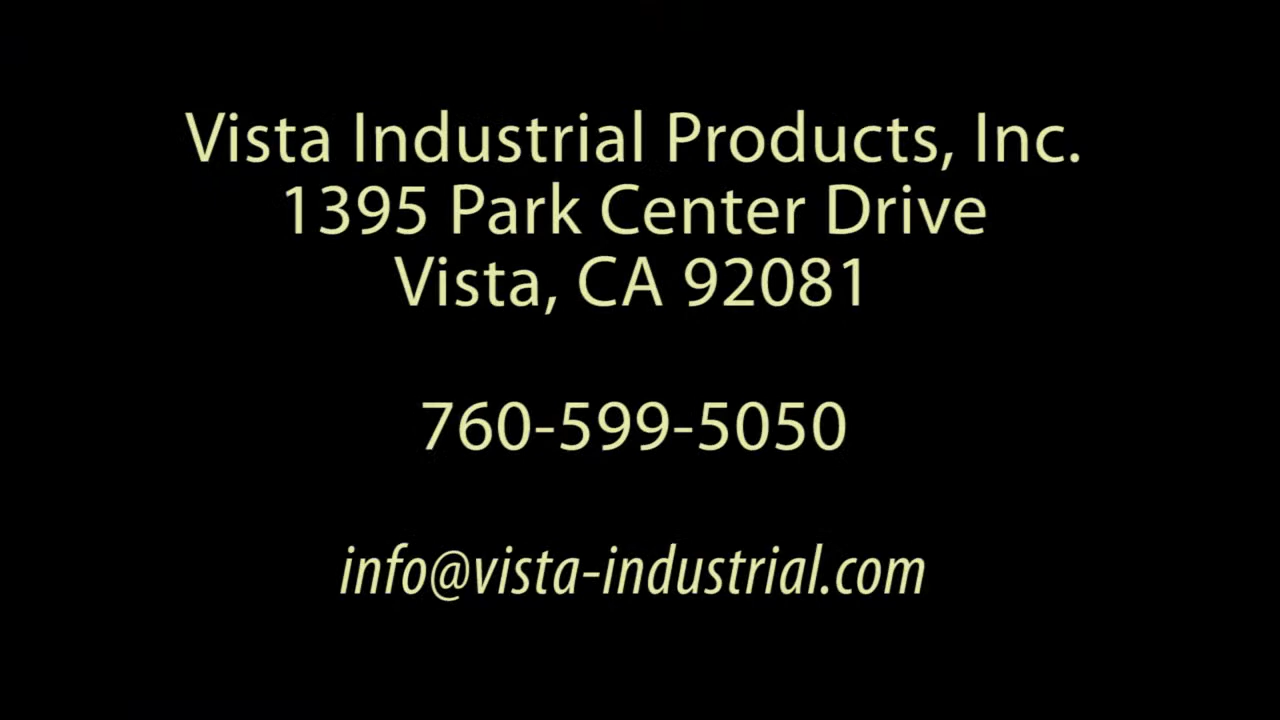 Vista Industrial Products, Inc.
1395 Park Center Drive
Vista, CA 92081
760-599-5050
info@vista-industrial.com